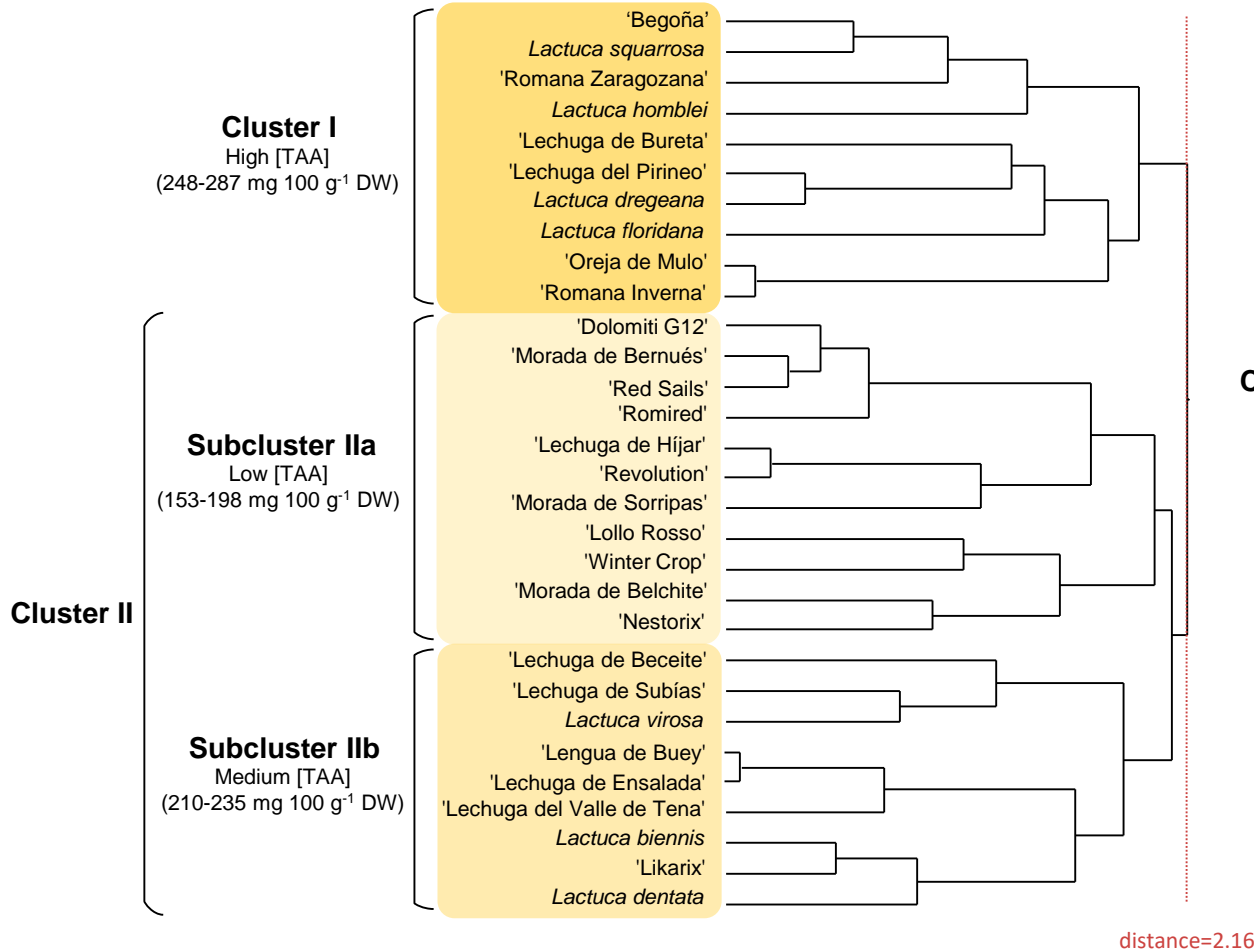 Cluster I
High [TAA]
(248-287 mg 100 g⁻¹ DW)
‘Begoña’
Lactuca squarrosa
'Romana Zaragozana'
Lactuca homblei
'Lechuga de Bureta'
'Lechuga del Pirineo'
Lactuca dregeana
Lactuca floridana
'Oreja de Mulo'
'Romana Inverna'
Cluster II
Subcluster IIa
Low [TAA]
(153-198 mg 100 g⁻¹ DW)
'Dolomiti G12'
'Morada de Bernués'
'Red Sails'
'Romired'
'Lechuga de Híjar'
'Revolution'
'Morada de Sorripas'
'Lollo Rosso'
'Winter Crop'
'Morada de Belchite'
'Nestorix'
Subcluster IIb
Medium [TAA]
(210-235 mg 100 g⁻¹ DW)
'Lechuga de Beceite'
'Lechuga de Subías'
Lactuca virosa
'Lengua de Buey'
'Lechuga de Ensalada'
'Lechuga del Valle de Tena'
Lactuca biennis
'Likarix'
Lactuca dentata
distance=2.16